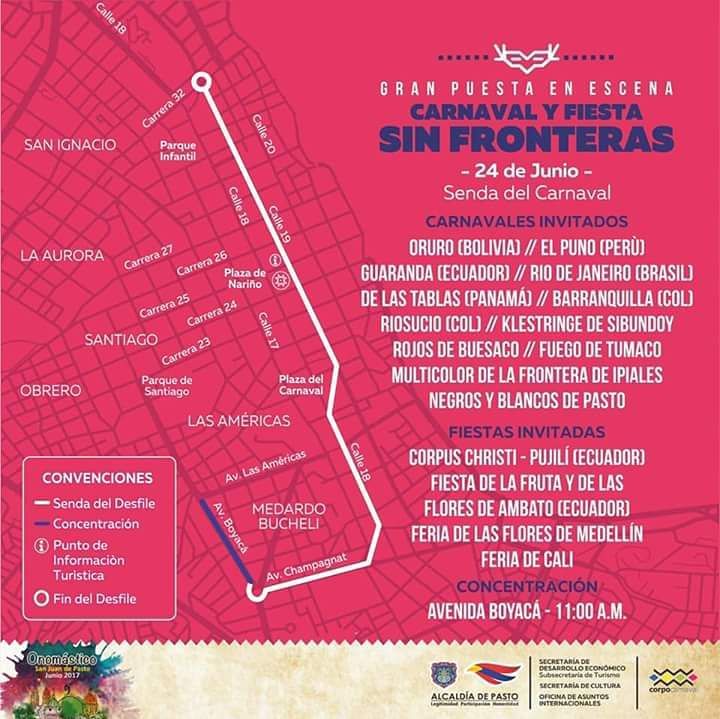 Calle 18
SAN IGNACIO
Carrera 32
Parque
Infantil
Calle 20
Calle 18
Calle 19
LA AURORA
Carrera 27
Carrera 26
Plaza de
Nariño
Carrera 25
Carrera 24
SANTIAGO
Carrera 23
Calle 17
OBRERO
Parque de
Santiago
Plaza del
Carnaval
LAS AMÉRICAS
Calle 18
Av. Las Américas
MEDARDO
BUCHELI
Av. Boyacá
Av. Champagnat
CONVENCIONES
Senda del Desfile
Concentración
Punto de
Informaciòn
Turistica
Fin del Desfile
GRAN PUESTA EN ESCENA
CARNAVAL Y FIESTA
SIN FRONTERAS
- 24 de Junio -
Senda del Carnaval
CARNAVALES INVITADOS
ORURO (BOLIVIA) // EL PUNO (PERÙ)
GUARANDA (ECUADOR) // RIO DE JANEIRO (BRASIL)
DE LAS TABLAS (PANAMÁ) // BARRANQUILLA (COL)
RIOSUCIO (COL) // KLESTRINGE DE SIBUNDOY
ROJOS DE BUESACO // FUEGO DE TUMACO
MULTICOLOR DE LA FRONTERA DE IPIALES
NEGROS Y BLANCOS DE PASTO
FIESTAS INVITADAS
CORPUS CHRISTI - PUJILÍ (ECUADOR)
FIESTA DE LA FRUTA Y DE LAS
FLORES DE AMBATO (ECUADOR)
FERIA DE LAS FLORES DE MEDELLÍN
FERIA DE CALI
CONCENTRACIÓN
AVENIDA BOYACÁ - 11:00 A.M.
Onomástico
San Juan de Pasto
Junio 2017
ALCALDÍA DE PASTO
Legitimidad Participación Honestidad
SECRETARÍA DE
DESARROLLO ECONÓMICO
Subsecretaría de Turismo
SECRETARÍA DE CULTURA
OFICINA DE ASUNTOS
INTERNACIONALES
corpocarnaval